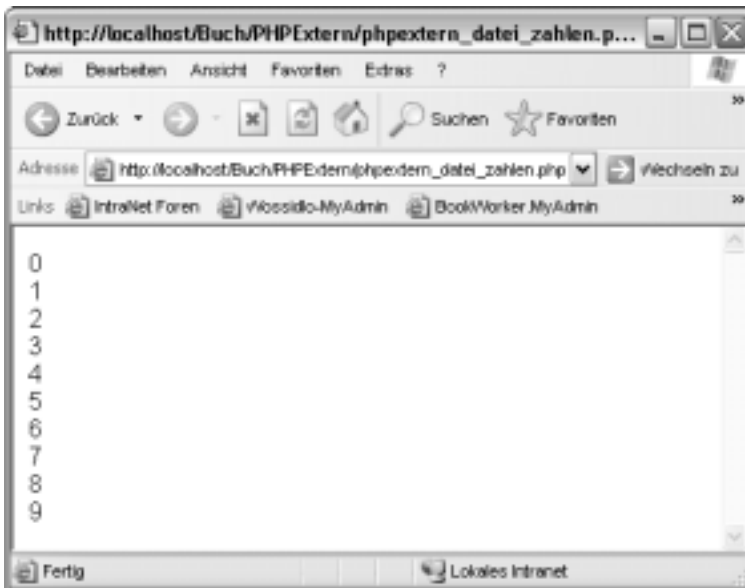 http://localhost/Buch/PHPExtern/phpextern_datei_zahlen.p...
Datei Bearbeiten Ansicht Favoriten Extras ?
Zurück Suchen Favoriten »
Adresse http://localhost/Buch/PHPExtern/phpextern_datei_zahlen.php Wechseln zu
Links IntraNet Foren Wossidlo-MyAdmin BookWorker.MyAdmin »
0
1
2
3
4
5
6
7
8
9
Fertig Lokales Intranet